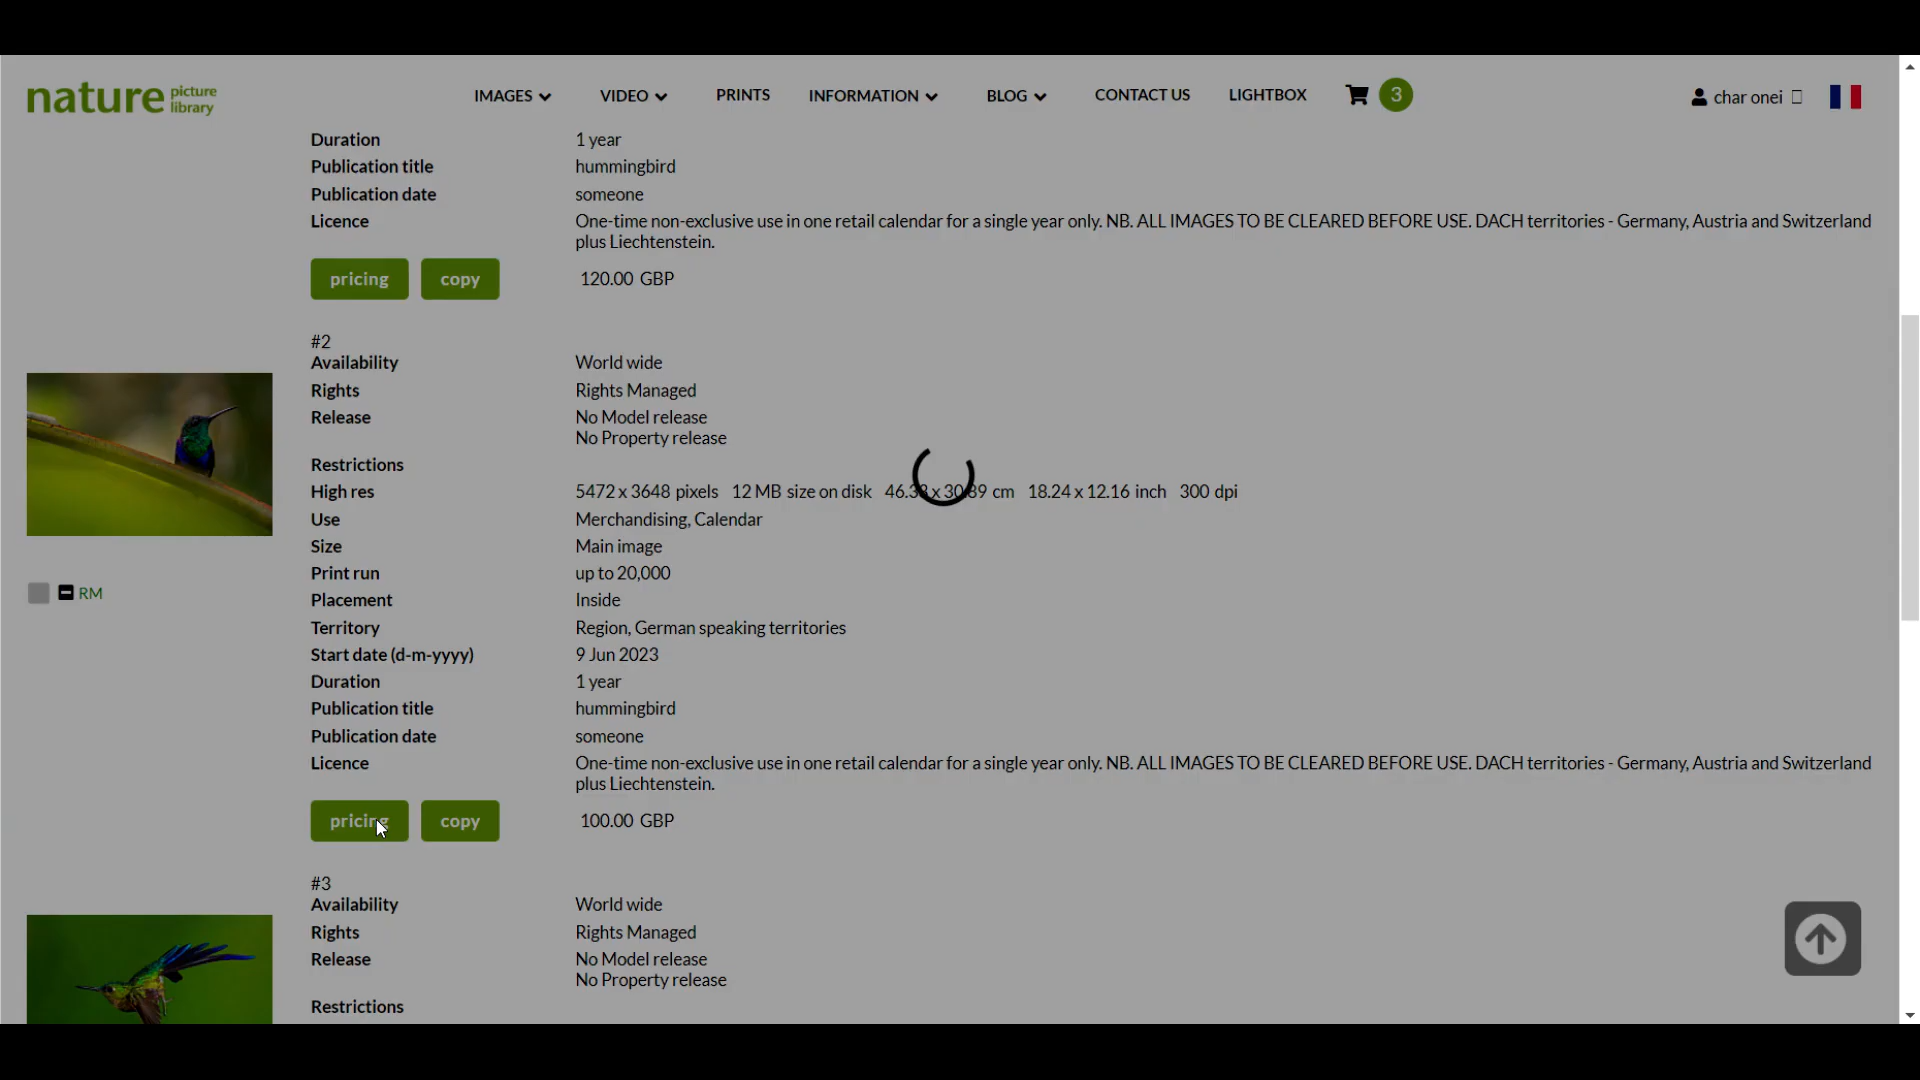 nature picture library
IMAGES VIDEO PRINTS INFORMATION BLOG CONTACT US LIGHTBOX 3 char onei
Duration 1 year
Publication title hummingbird
Publication date someone
Licence One-time non-exclusive use in one retail calendar for a single year only. NB. ALL IMAGES TO BE CLEARED BEFORE USE. DACH territories - Germany, Austria and Switzerland
plus Liechtenstein.
pricing copy 120.00 GBP
#2
Availability World wide
Rights Rights Managed
Release No Model release
No Property release
Restrictions
High res 5472 x 3648 pixels 12 MB size on disk 46.33 x 30.89 cm 18.24 x 12.16 inch 300 dpi
Use Merchandising, Calendar
Size Main image
Print run up to 20,000
RM
Placement Inside
Territory Region, German speaking territories
Start date (d-m-yyyy) 9 Jun 2023
Duration 1 year
Publication title hummingbird
Publication date someone
Licence One-time non-exclusive use in one retail calendar for a single year only. NB. ALL IMAGES TO BE CLEARED BEFORE USE. DACH territories - Germany, Austria and Switzerland
plus Liechtenstein.
pricing copy 100.00 GBP
#3
Availability World wide
Rights Rights Managed
Release No Model release
No Property release
Restrictions